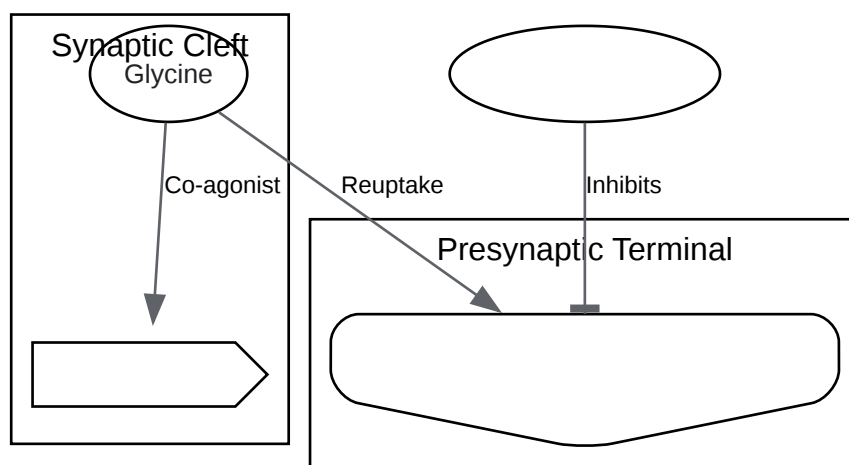 Synaptic Cleft
Glycine
Co-agonist
Reuptake
Inhibits
Presynaptic Terminal